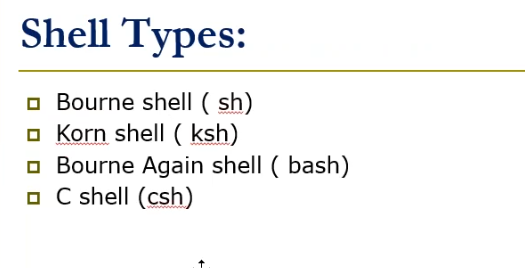 Shell Types:
Bourne shell ( sh)
Korn shell ( ksh)
Bourne Again shell ( bash)
C shell (csh)